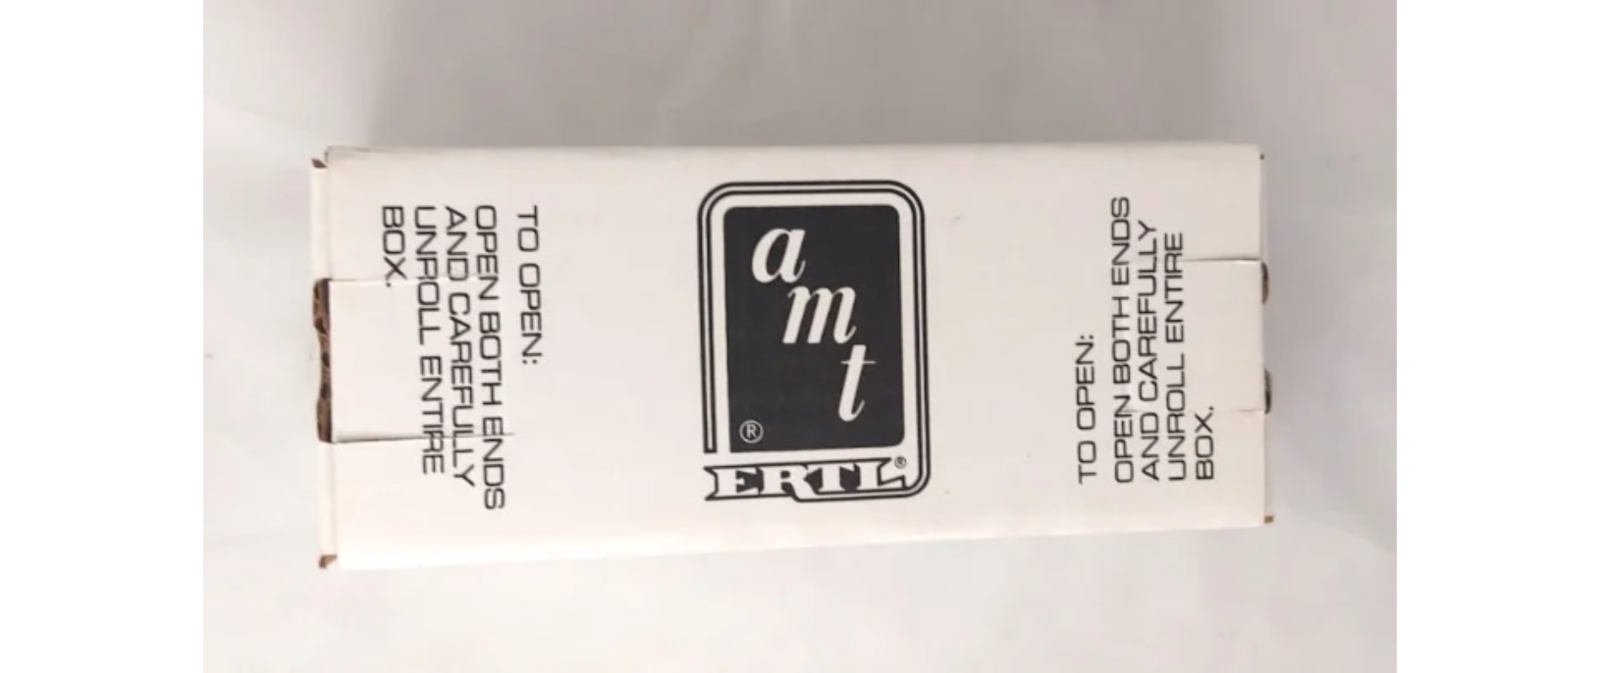 TO OPEN:
OPEN BOTH ENDS
AND CAREFULLY
UNROLL ENTIRE
BOX.
a
m
t
®
ERTL®
TO OPEN:
OPEN BOTH ENDS
AND CAREFULLY
UNROLL ENTIRE
BOX.